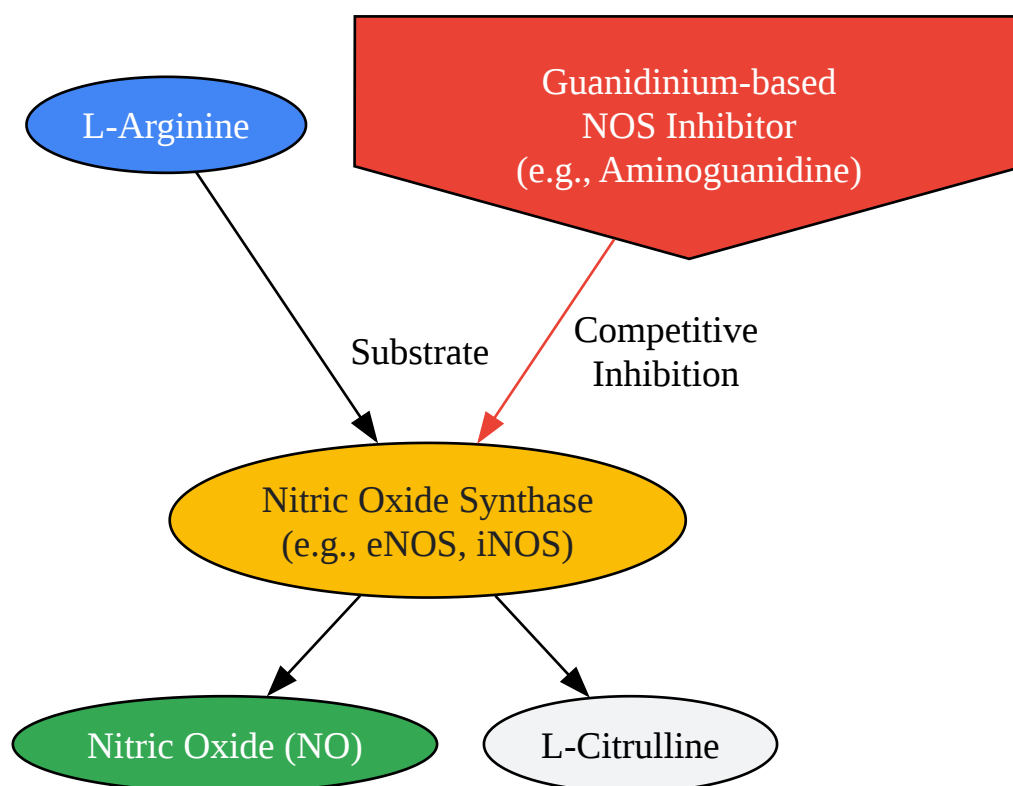 L-Arginine
Guanidinium-based
NOS Inhibitor
(e.g., Aminoguanidine)
Substrate
Competitive
Inhibition
Nitric Oxide Synthase
(e.g., eNOS, iNOS)
Nitric Oxide (NO)
L-Citrulline